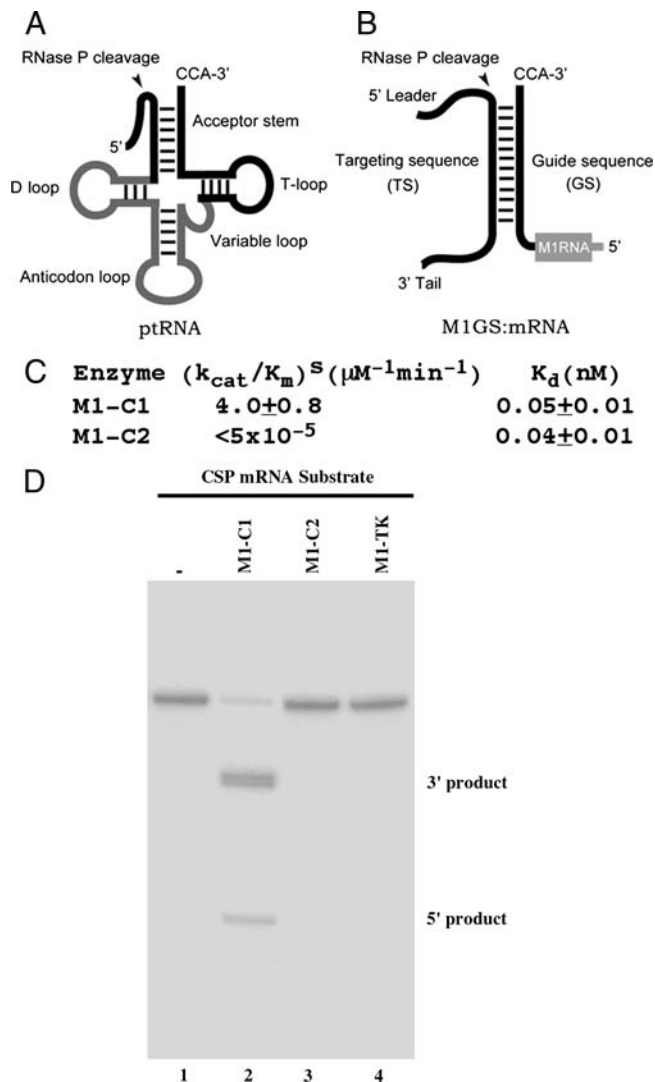 A
RNase P cleavage
CCA-3'
5'
Acceptor stem
D loop
T-loop
Variable loop
Anticodon loop
ptRNA
B
RNase P cleavage
CCA-3'
5' Leader
Targeting sequence
(TS)
Guide sequence
(GS)
M1RNA
5'
3' Tail
M1GS:mRNA
C Enzyme (kcat/Km)s(μM-1min-1) Kd(nM)
M1-C1 4.0±0.8 0.05±0.01
M1-C2 <5x10-5 0.04±0.01
D
CSP mRNA Substrate
- M1-C1 M1-C2 M1-TK
3' product
5' product
1 2 3 4